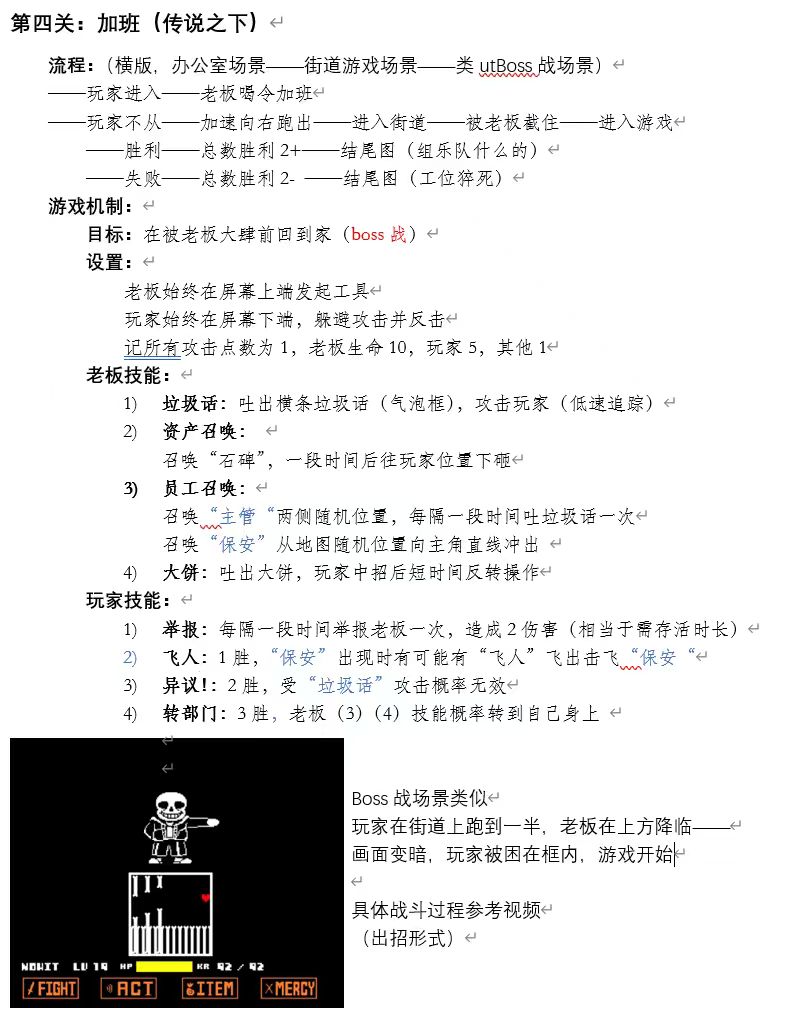 第四关：加班（传说之下）
流程：（横版，办公室场景——街道游戏场景——类 utBoss 战场景）
——玩家进入——老板喝令加班
——玩家不从——加速向右跑出——进入街道——被老板截住——进入游戏
——胜利——总数胜利 2+——结尾图（组乐队什么的）
——失败——总数胜利 2- ——结尾图（工位猝死）
游戏机制：
目标：在被老板大肆前回到家（boss 战）
设置：
老板始终在屏幕上端发起工具
玩家始终在屏幕下端，躲避攻击并反击
记所有攻击点数为 1，老板生命 10，玩家 5，其他 1
老板技能：
1) 垃圾话：吐出横条垃圾话（气泡框），攻击玩家（低速追踪）
2) 资产召唤：
召唤“石碑”，一段时间后往玩家位置下砸
3) 员工召唤：
召唤“主管“两侧随机位置，每隔一段时间吐垃圾话一次
召唤“保安”从地图随机位置向主角直线冲出
4) 大饼：吐出大饼，玩家中招后短时间反转操作
玩家技能：
1) 举报：每隔一段时间举报老板一次，造成 2 伤害（相当于需存活时长）
2) 飞人：1 胜，“保安”出现时有可能有“飞人”飞出击飞“保安“
3) 异议!：2 胜，受“垃圾话”攻击概率无效
4) 转部门：3 胜，老板（3）（4）技能概率转到自己身上
Boss 战场景类似
玩家在街道上跑到一半，老板在上方降临——
画面变暗，玩家被困在框内，游戏开始
具体战斗过程参考视频
（出招形式）
NOHIT LV 19 HP KR 92 / 92
FIGHT ACT ITEM MERCY